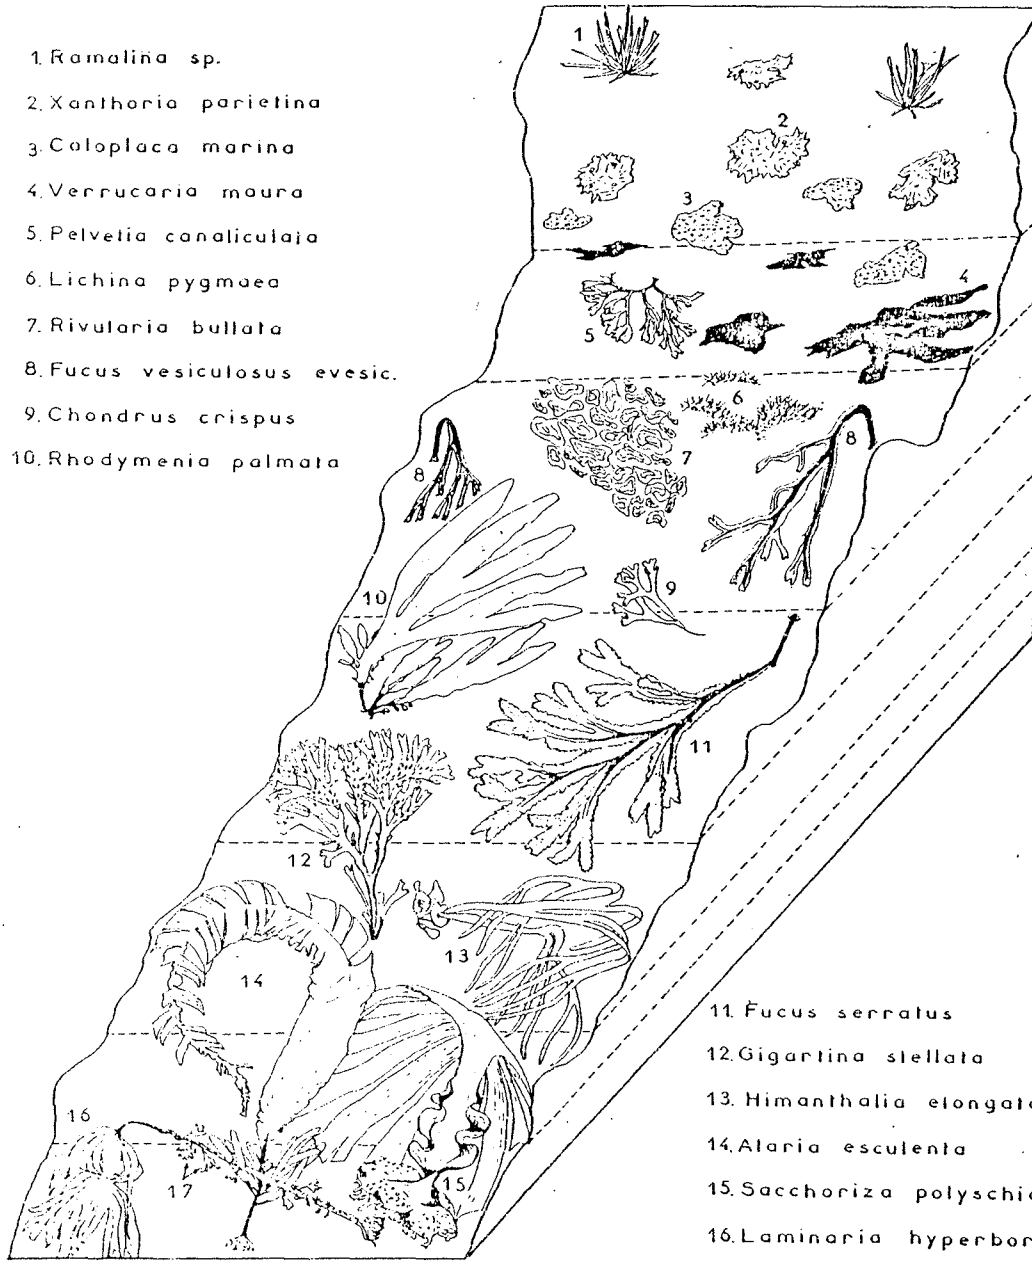 1. Ramalina sp.
2. Xanthoria parietina
3. Coloplaca marina
4. Verrucaria maura
5. Pelvetia canaliculata
6. Lichina pygmaea
7. Rivularia bullata
8. Fucus vesiculosus evesic.
9. Chondrus crispus
10. Rhodymenia palmata
1
2
3
4
5
6
7
8
8
9
10
11
12
13
14
15
16
17
11. Fucus serratus
12. Gigartina stellata
13. Himanthalia elongata
14. Alaria esculenta
15. Sacchoriza polyschid
16. Laminaria hyperbor